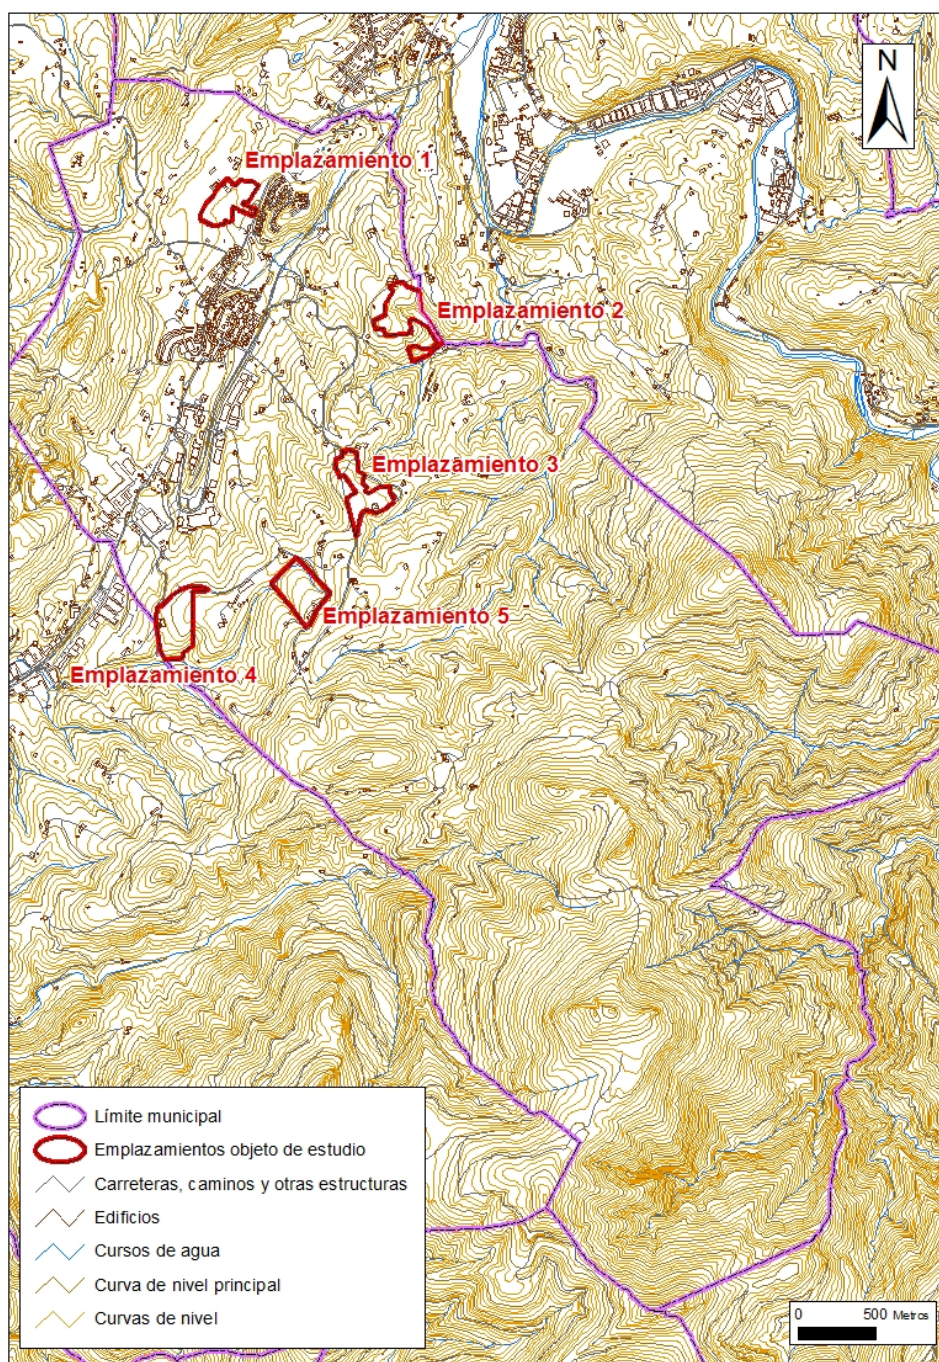 N
Emplazamiento 1
Emplazamiento 2
Emplazamiento 3
Emplazamiento 5
Emplazamiento 4
Límite municipal
Emplazamientos objeto de estudio
Carreteras, caminos y otras estructuras
Edificios
Cursos de agua
Curva de nivel principal
Curvas de nivel
0 500 Metros